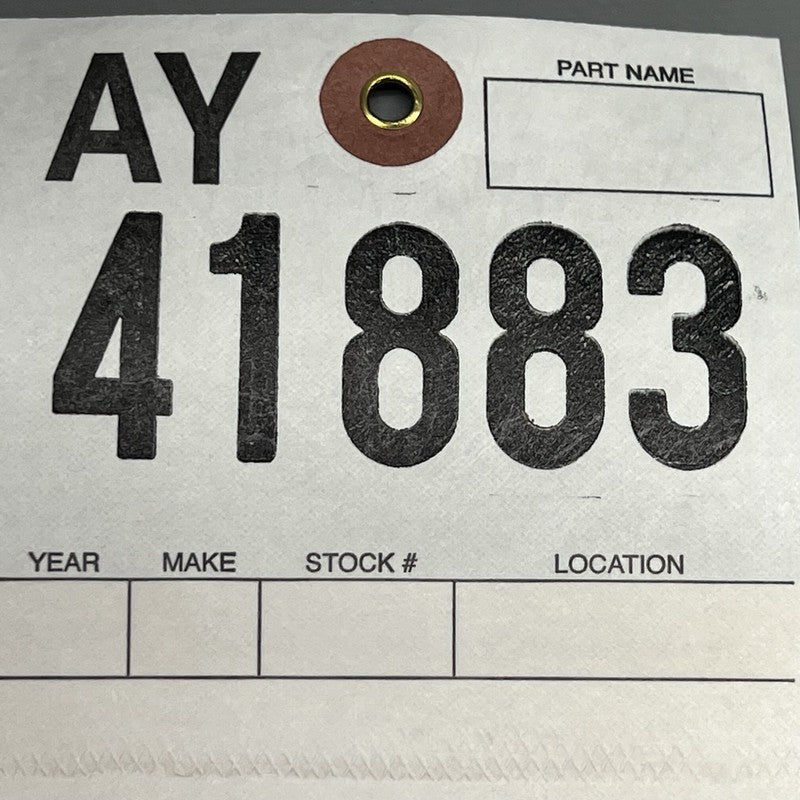 AY
PART NAME
41883
YEAR MAKE STOCK # LOCATION